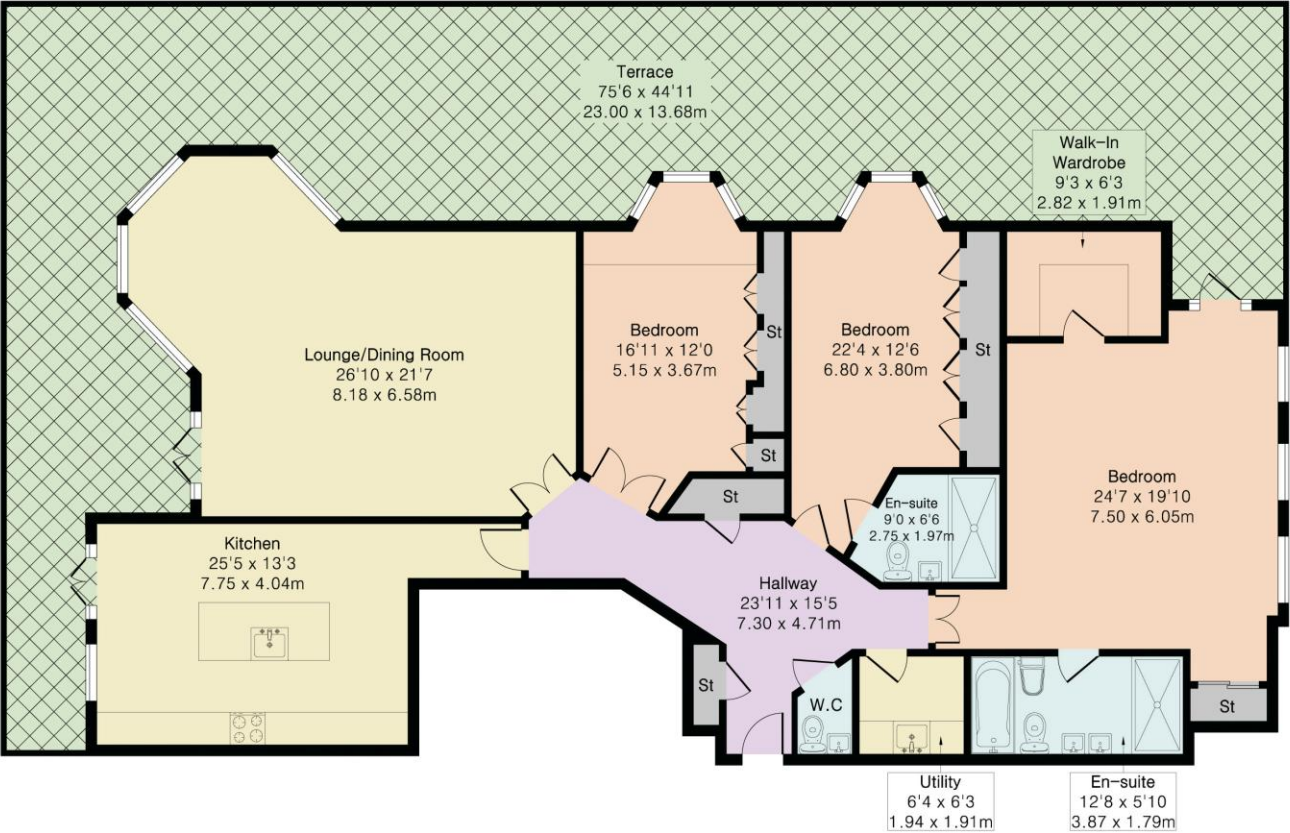 Terrace
75'6 x 44'11
23.00 x 13.68m
Walk-In
Wardrobe
9'3 x 6'3
2.82 x 1.91m
Lounge/Dining Room
26'10 x 21'7
8.18 x 6.58m
Bedroom
16'11 x 12'0
5.15 x 3.67m
St
Bedroom
22'4 x 12'6
6.80 x 3.80m
St
St
St
Bedroom
24'7 x 19'10
7.50 x 6.05m
En-suite
9'0 x 6'6
2.75 x 1.97m
Kitchen
25'5 x 13'3
7.75 x 4.04m
Hallway
23'11 x 15'5
7.30 x 4.71m
St
W.C
St
Utility
6'4 x 6'3
1.94 x 1.91m
En-suite
12'8 x 5'10
3.87 x 1.79m